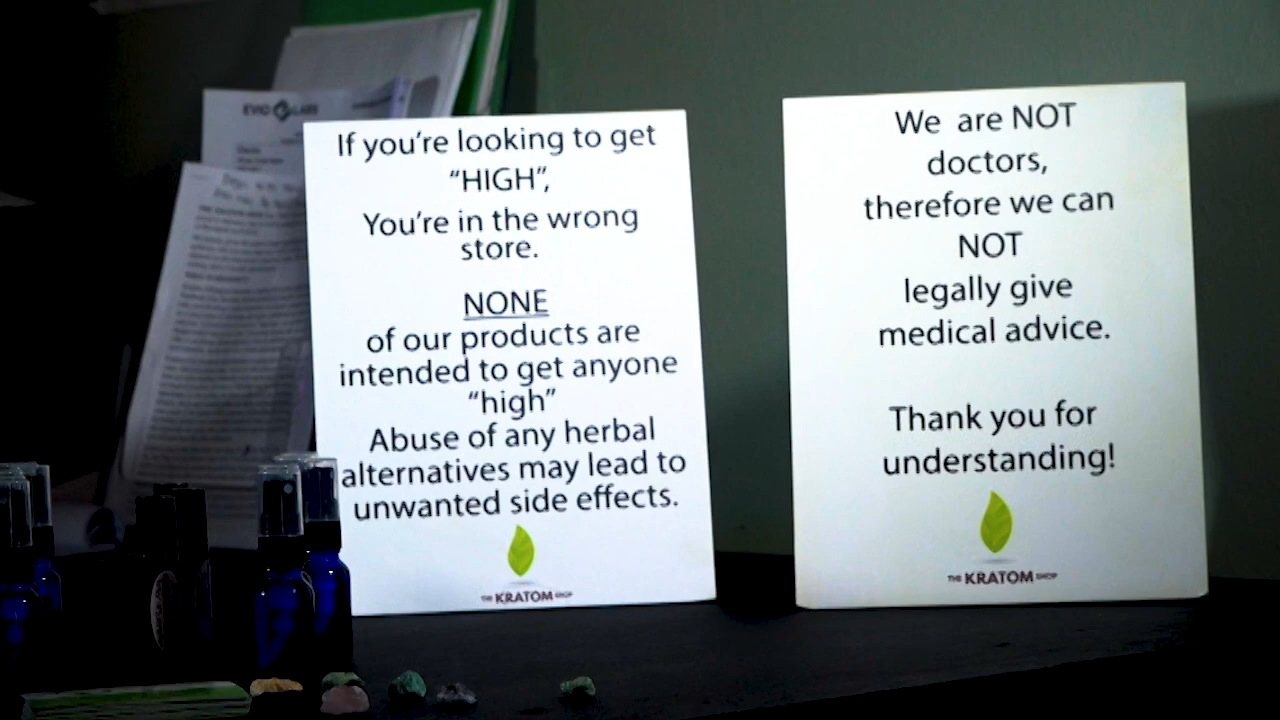 EVIO LABS
If you're looking to get
“HIGH”,
You're in the wrong
store.
NONE
of our products are
intended to get anyone
“high”
Abuse of any herbal
alternatives may lead to
unwanted side effects.
THE KRATOM SHOP
We are NOT
doctors,
therefore we can
NOT
legally give
medical advice.
Thank you for
understanding!
THE KRATOM SHOP